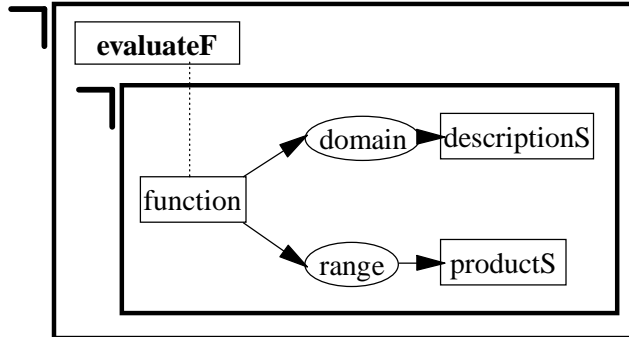 evaluateF
domain
descriptionS
function
range
productS